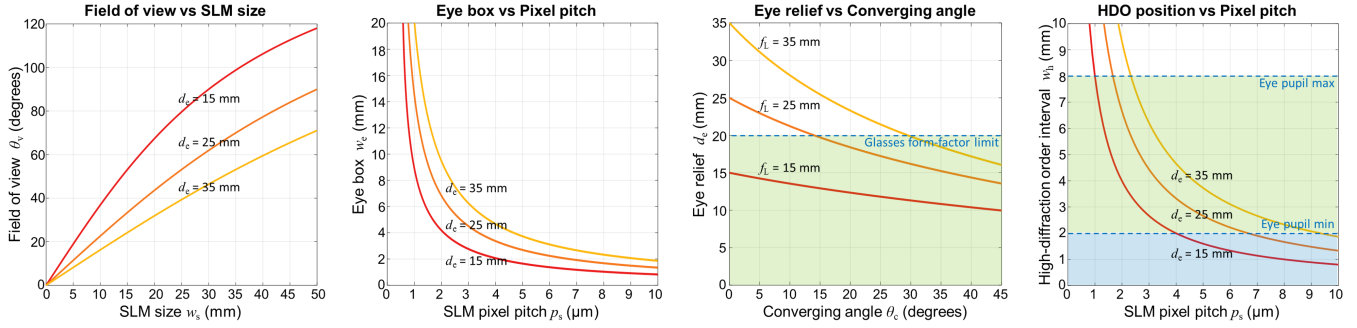 Field of view vs SLM size
Field of view θv (degrees)
120
100
80
60
40
20
0
dₑ = 15 mm
dₑ = 25 mm
dₑ = 35 mm
0 5 10 15 20 25 30 35 40 45 50
SLM size wₛ (mm)
Eye box vs Pixel pitch
Eye box wₑ (mm)
20
18
16
14
12
10
8
6
4
2
0
dₑ = 35 mm
dₑ = 25 mm
dₑ = 15 mm
0 1 2 3 4 5 6 7 8 9 10
SLM pixel pitch pₛ (µm)
Eye relief vs Converging angle
Eye relief dₑ (mm)
35
30
25
20
15
10
5
0
fL = 35 mm
fL = 25 mm
Glasses form-factor limit
fL = 15 mm
0 5 10 15 20 25 30 35 40 45
Converging angle θc (degrees)
HDO position vs Pixel pitch
High-diffraction order interval wh (mm)
10
9
8
7
6
5
4
3
2
1
0
Eye pupil max
dₑ = 35 mm
dₑ = 25 mm
Eye pupil min
dₑ = 15 mm
0 1 2 3 4 5 6 7 8 9 10
SLM pixel pitch pₛ (µm)